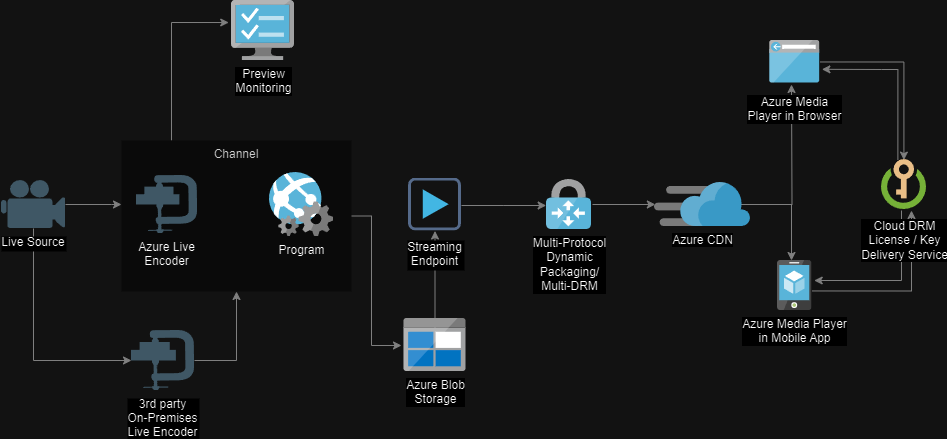 Preview
Monitoring
Channel
Live Source
Azure Live
Encoder
Program
3rd party
On-Premises
Live Encoder
Streaming
Endpoint
Azure Blob
Storage
Multi-Protocol
Dynamic
Packaging/
Multi-DRM
Azure CDN
Azure Media
Player in Browser
Cloud DRM
License / Key
Delivery Service
Azure Media Player
in Mobile App